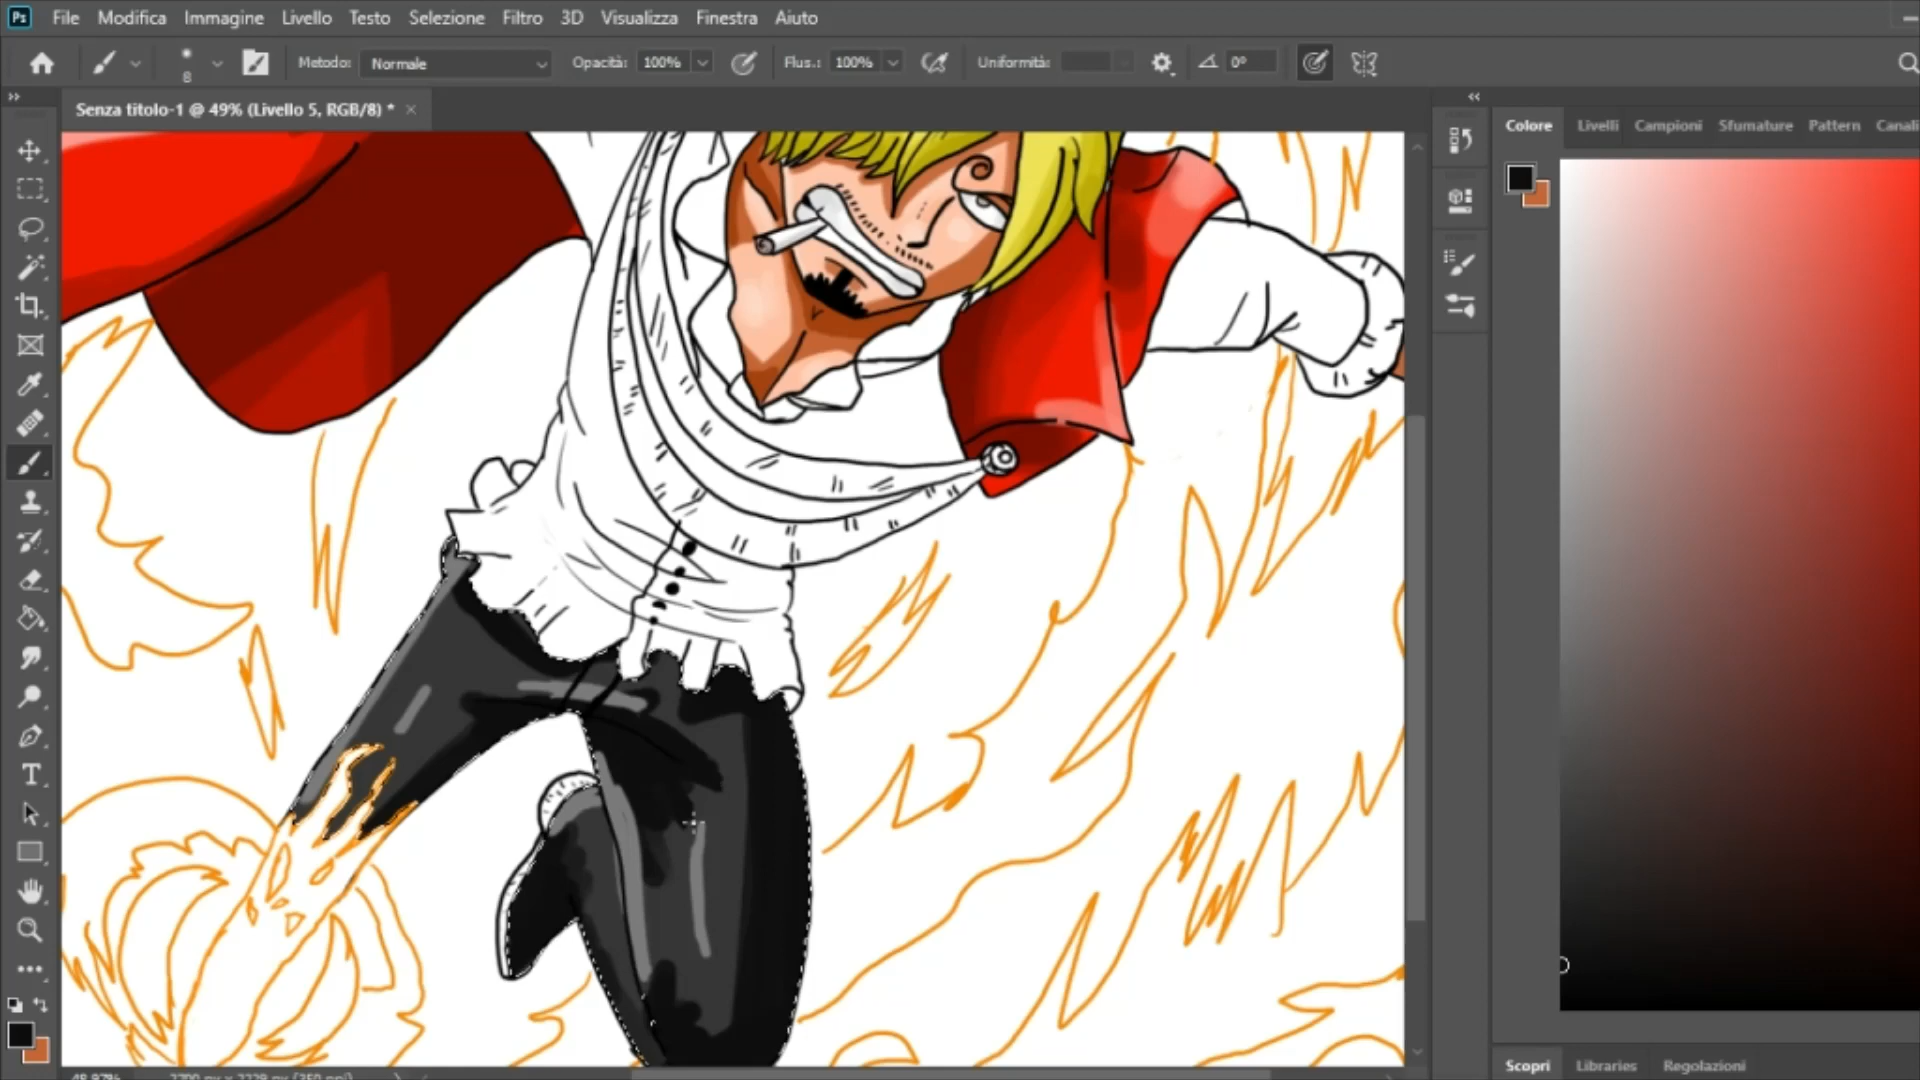 Ps File Modifica Immagine Livello Testo Selezione Filtro 3D Visualizza Finestra Aiuto
8 Metodo: Normale Opacità: 100% Flus.: 100% Uniformità: 0°
Senza titolo-1 @ 49% (Livello 5, RGB/8) * ×
Colore Livelli Campioni Sfumature Pattern Canali
T
Scopri Libraries Regolazioni